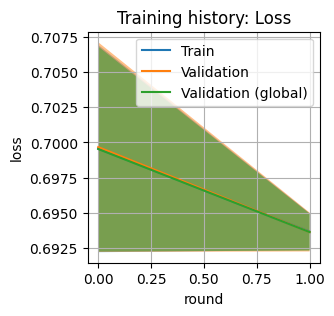 Training history: Loss
0.7075
0.7050
0.7025
0.7000
0.6975
0.6950
0.6925
loss
Train
Validation
Validation (global)
0.00 0.25 0.50 0.75 1.00
round